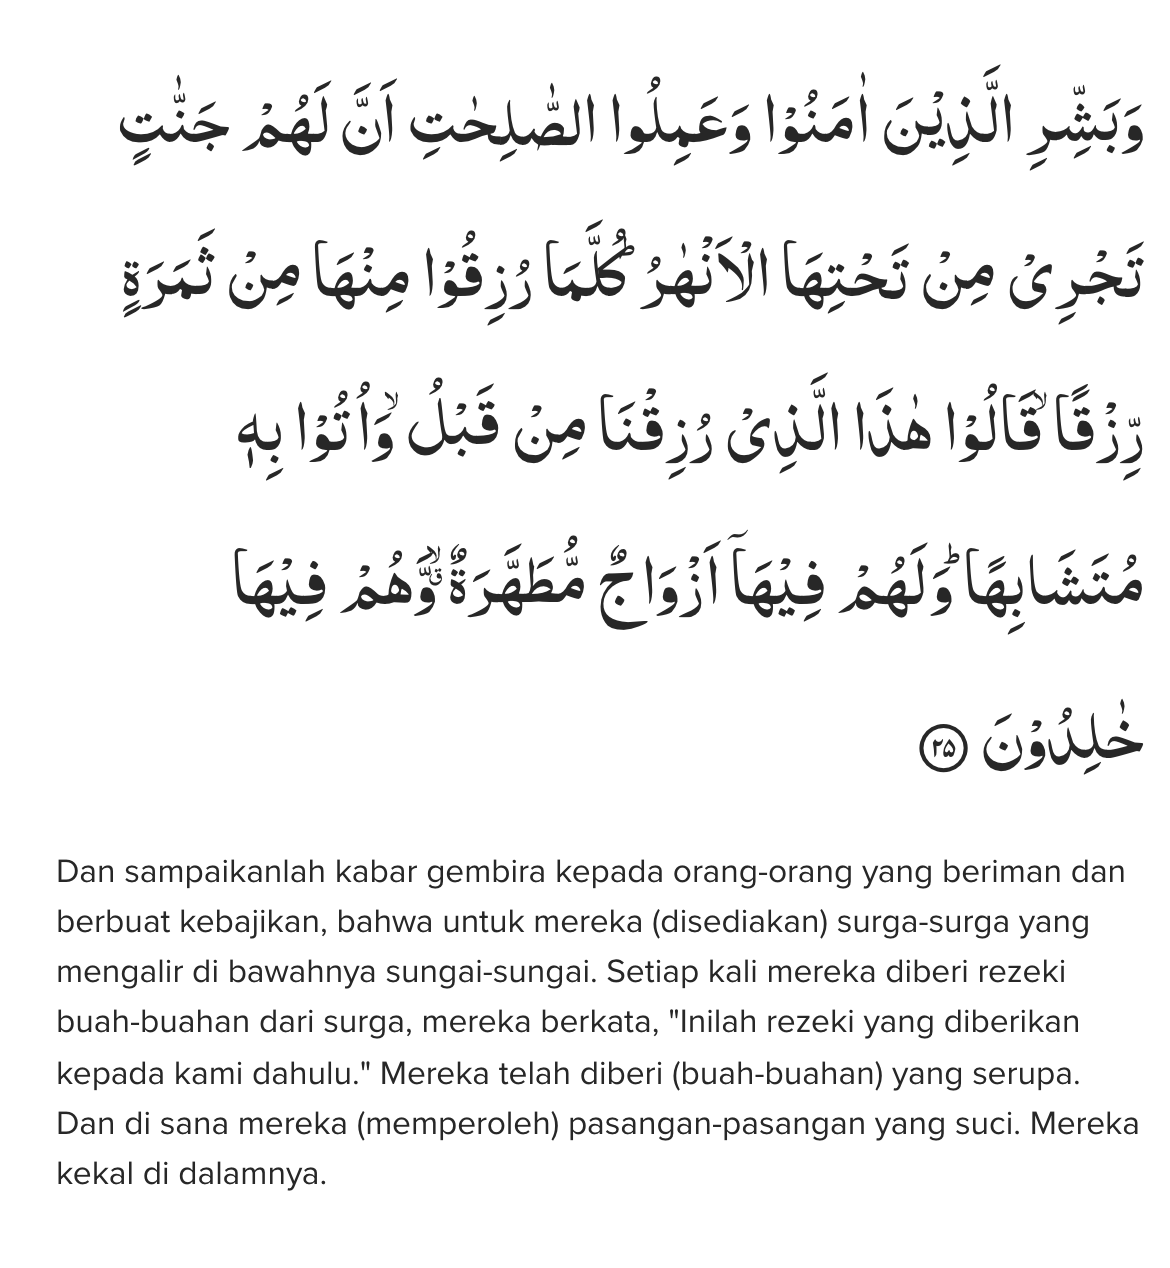 وَبَشِّرِ الَّذِيْنَ اٰمَنُوْا وَعَمِلُوا الصّٰلِحٰتِ اَنَّ لَهُمْ جَنّٰتٍ
تَجْرِيْ مِنْ تَحْتِهَا الْاَنْهٰرُ ۗ كُلَّمَا رُزِقُوْا مِنْهَا مِنْ ثَمَرَةٍ
رِّزْقًا ۙ قَالُوْا هٰذَا الَّذِيْ رُزِقْنَا مِنْ قَبْلُ ۙ وَاُتُوْا بِهٖ
مُتَشَابِهًا ۗ وَلَهُمْ فِيْهَآ اَزْوَاجٌ مُّطَهَّرَةٌ ۙ وَّهُمْ فِيْهَا
خٰلِدُوْنَ ٢٥
Dan sampaikanlah kabar gembira kepada orang-orang yang beriman dan
berbuat kebajikan, bahwa untuk mereka (disediakan) surga-surga yang
mengalir di bawahnya sungai-sungai. Setiap kali mereka diberi rezeki
buah-buahan dari surga, mereka berkata, "Inilah rezeki yang diberikan
kepada kami dahulu." Mereka telah diberi (buah-buahan) yang serupa.
Dan di sana mereka (memperoleh) pasangan-pasangan yang suci. Mereka
kekal di dalamnya.